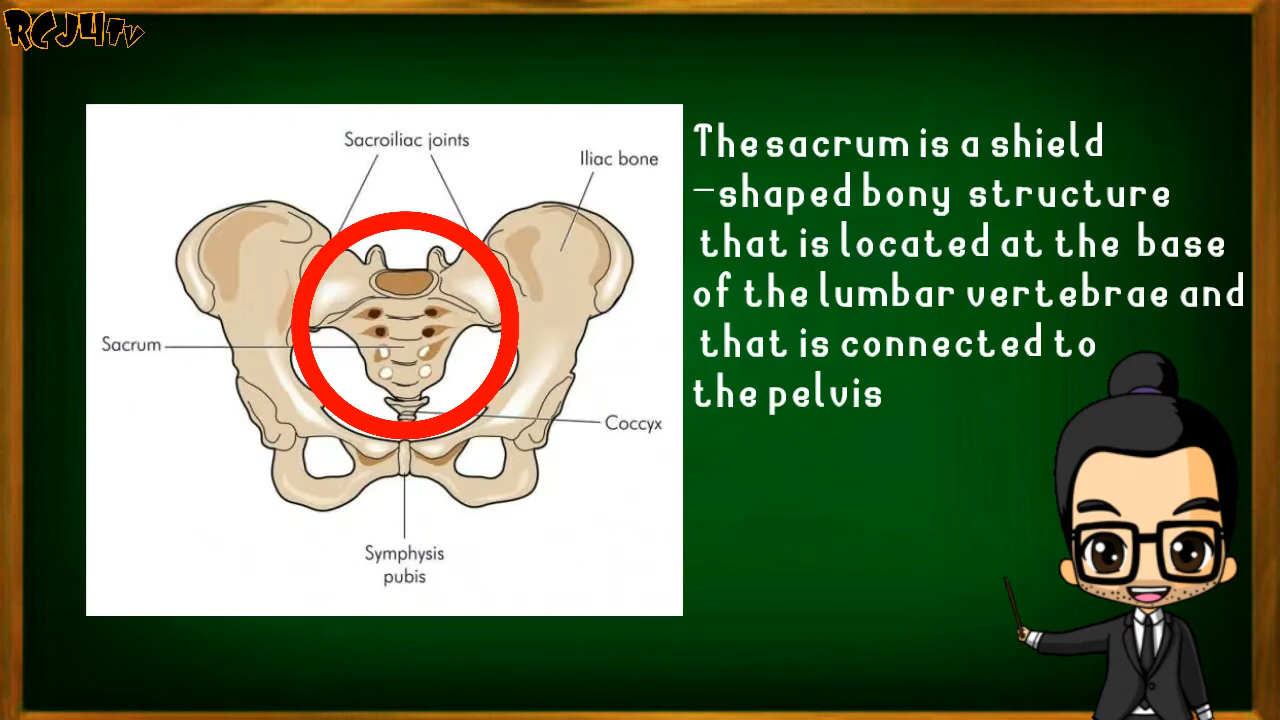 RCJ4Tv
Sacroiliac joints
Iliac bone
Sacrum
Coccyx
Symphysis
pubis
The sacrum is a shield
-shaped bony structure
that is located at the base
of the lumbar vertebrae and
that is connected to
the pelvis